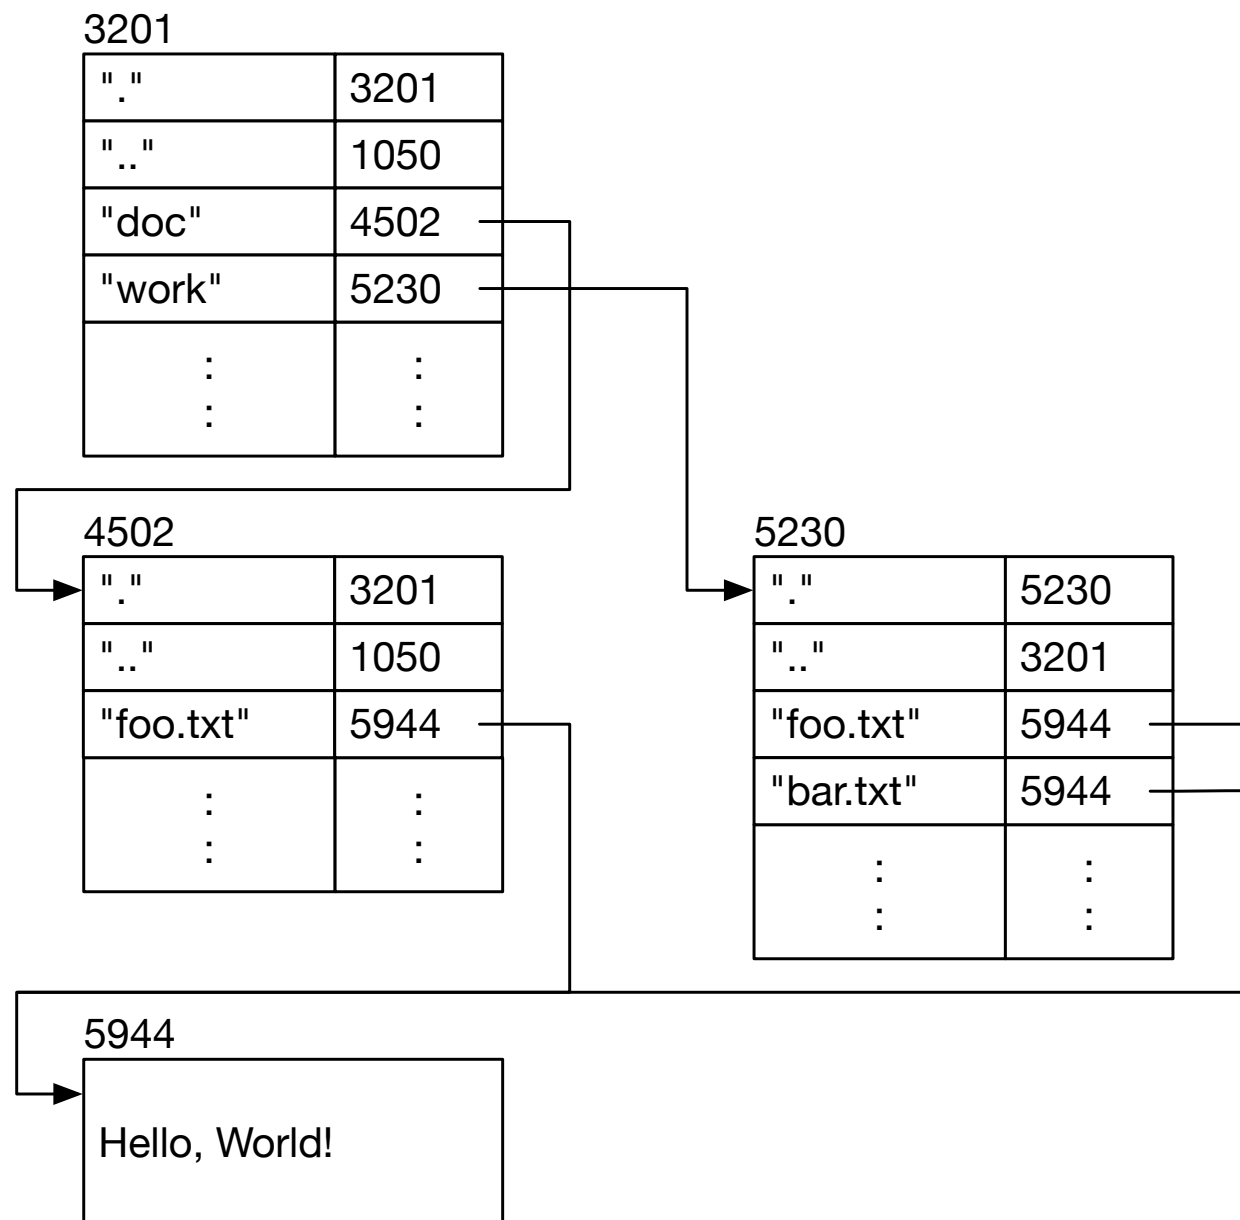 3201
"." 3201
".." 1050
"doc" 4502
"work" 5230
4502
"." 3201
".." 1050
"foo.txt" 5944
5230
"." 5230
".." 3201
"foo.txt" 5944
"bar.txt" 5944
5944
Hello, World!